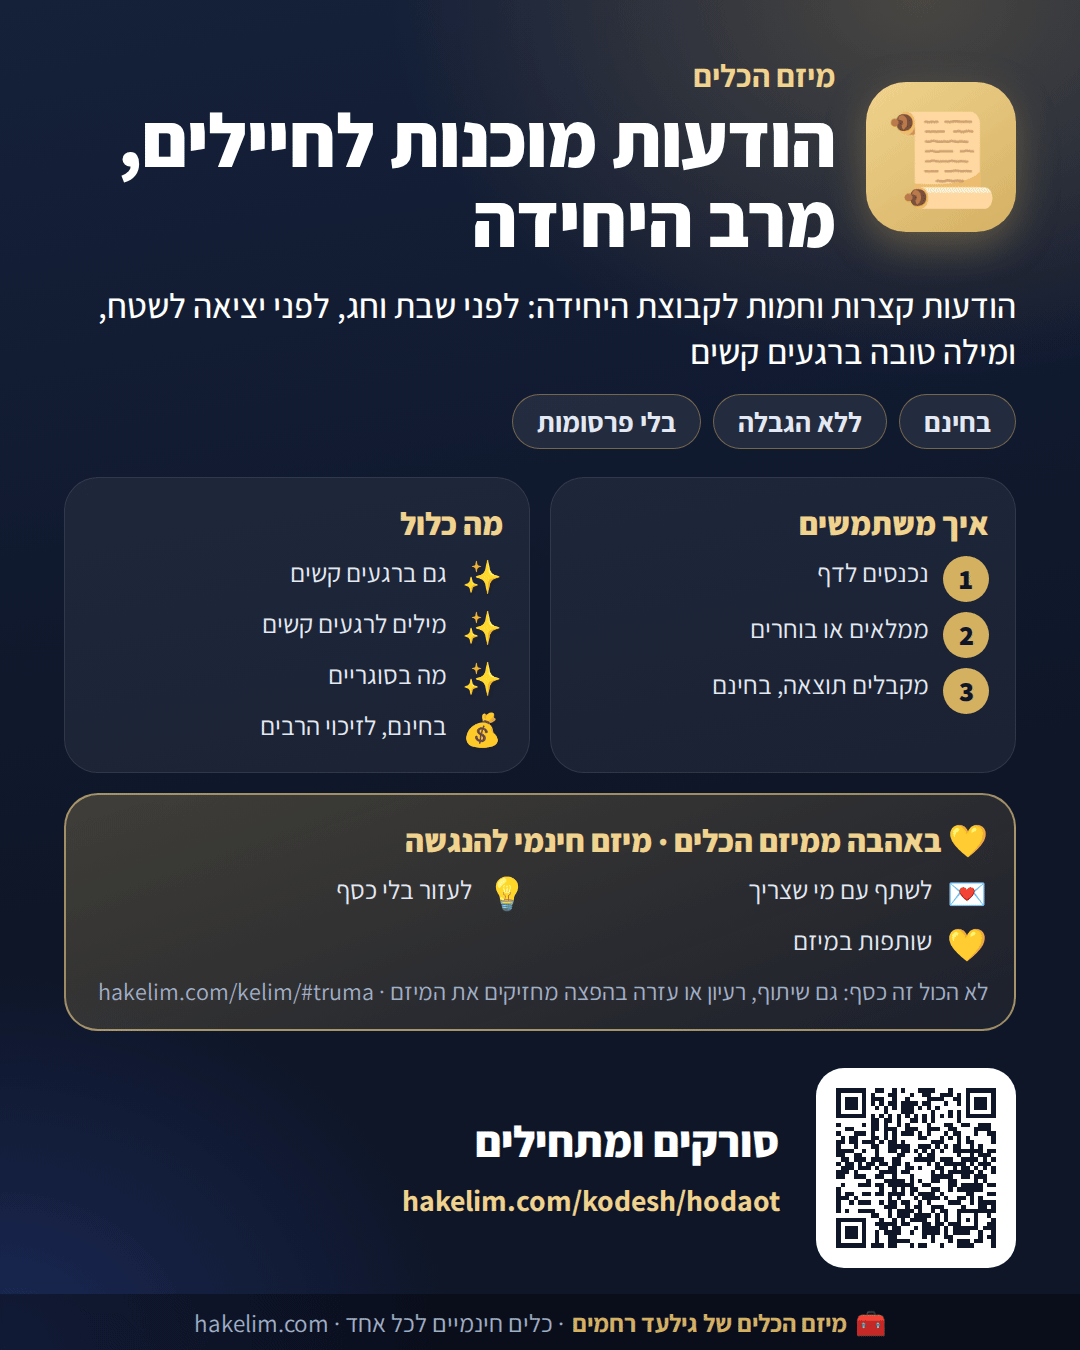 מיזם הכלים
הודעות מוכנות לחיילים,
מרב היחידה
הודעות קצרות וחמות לקבוצת היחידה: לפני שבת וחג, לפני יציאה לשטח,
ומילה טובה ברגעים קשים
בחינם
ללא הגבלה
בלי פרסומות
איך משתמשים
1 נכנסים לדף
2 ממלאים או בוחרים
3 מקבלים תוצאה, בחינם
מה כלול
גם ברגעים קשים
מילים לרגעים קשים
מה בסוגריים
בחינם, לזיכוי הרבים
באהבה ממיזם הכלים · מיזם חינמי להנגשה
לשתף עם מי שצריך
לעזור בלי כסף
שותפות במיזם
לא הכול זה כסף: גם שיתוף, רעיון או עזרה בהפצה מחזיקים את המיזם · hakelim.com/kelim/#truma
סורקים ומתחילים
hakelim.com/kodesh/hodaot
מיזם הכלים של גילעד רחמים · כלים חינמיים לכל אחד · hakelim.com